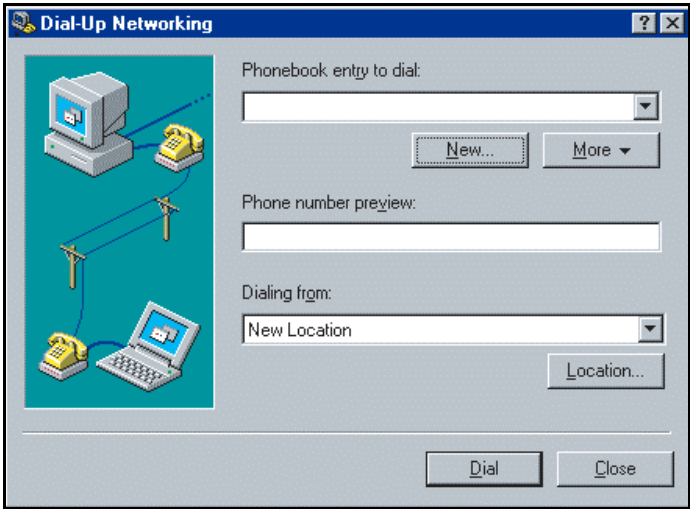 Dial-Up Networking
Phonebook entry to dial:
New... More
Phone number preview:
Dialing from:
New Location
Location...
Dial Close